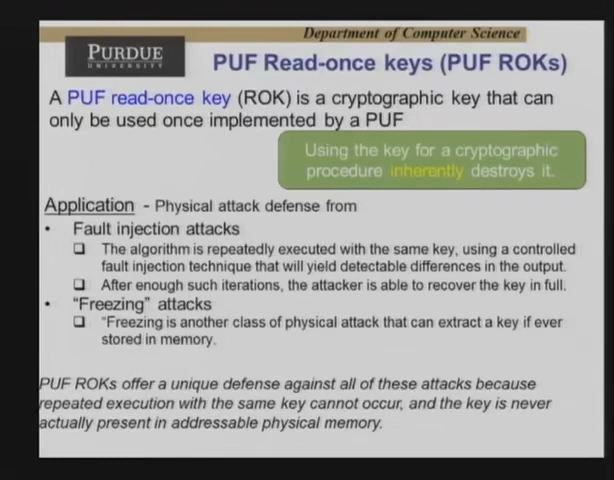 Department of Computer Science
PURDUE
UNIVERSITY
PUF Read-once keys (PUF ROKs)
A PUF read-once key (ROK) is a cryptographic key that can
only be used once implemented by a PUF
Using the key for a cryptographic
procedure inherently destroys it.
Application - Physical attack defense from
• Fault injection attacks
❑ The algorithm is repeatedly executed with the same key, using a controlled
fault injection technique that will yield detectable differences in the output.
❑ After enough such iterations, the attacker is able to recover the key in full.
• "Freezing" attacks
❑ "Freezing is another class of physical attack that can extract a key if ever
stored in memory.
PUF ROKs offer a unique defense against all of these attacks because
repeated execution with the same key cannot occur, and the key is never
actually present in addressable physical memory.